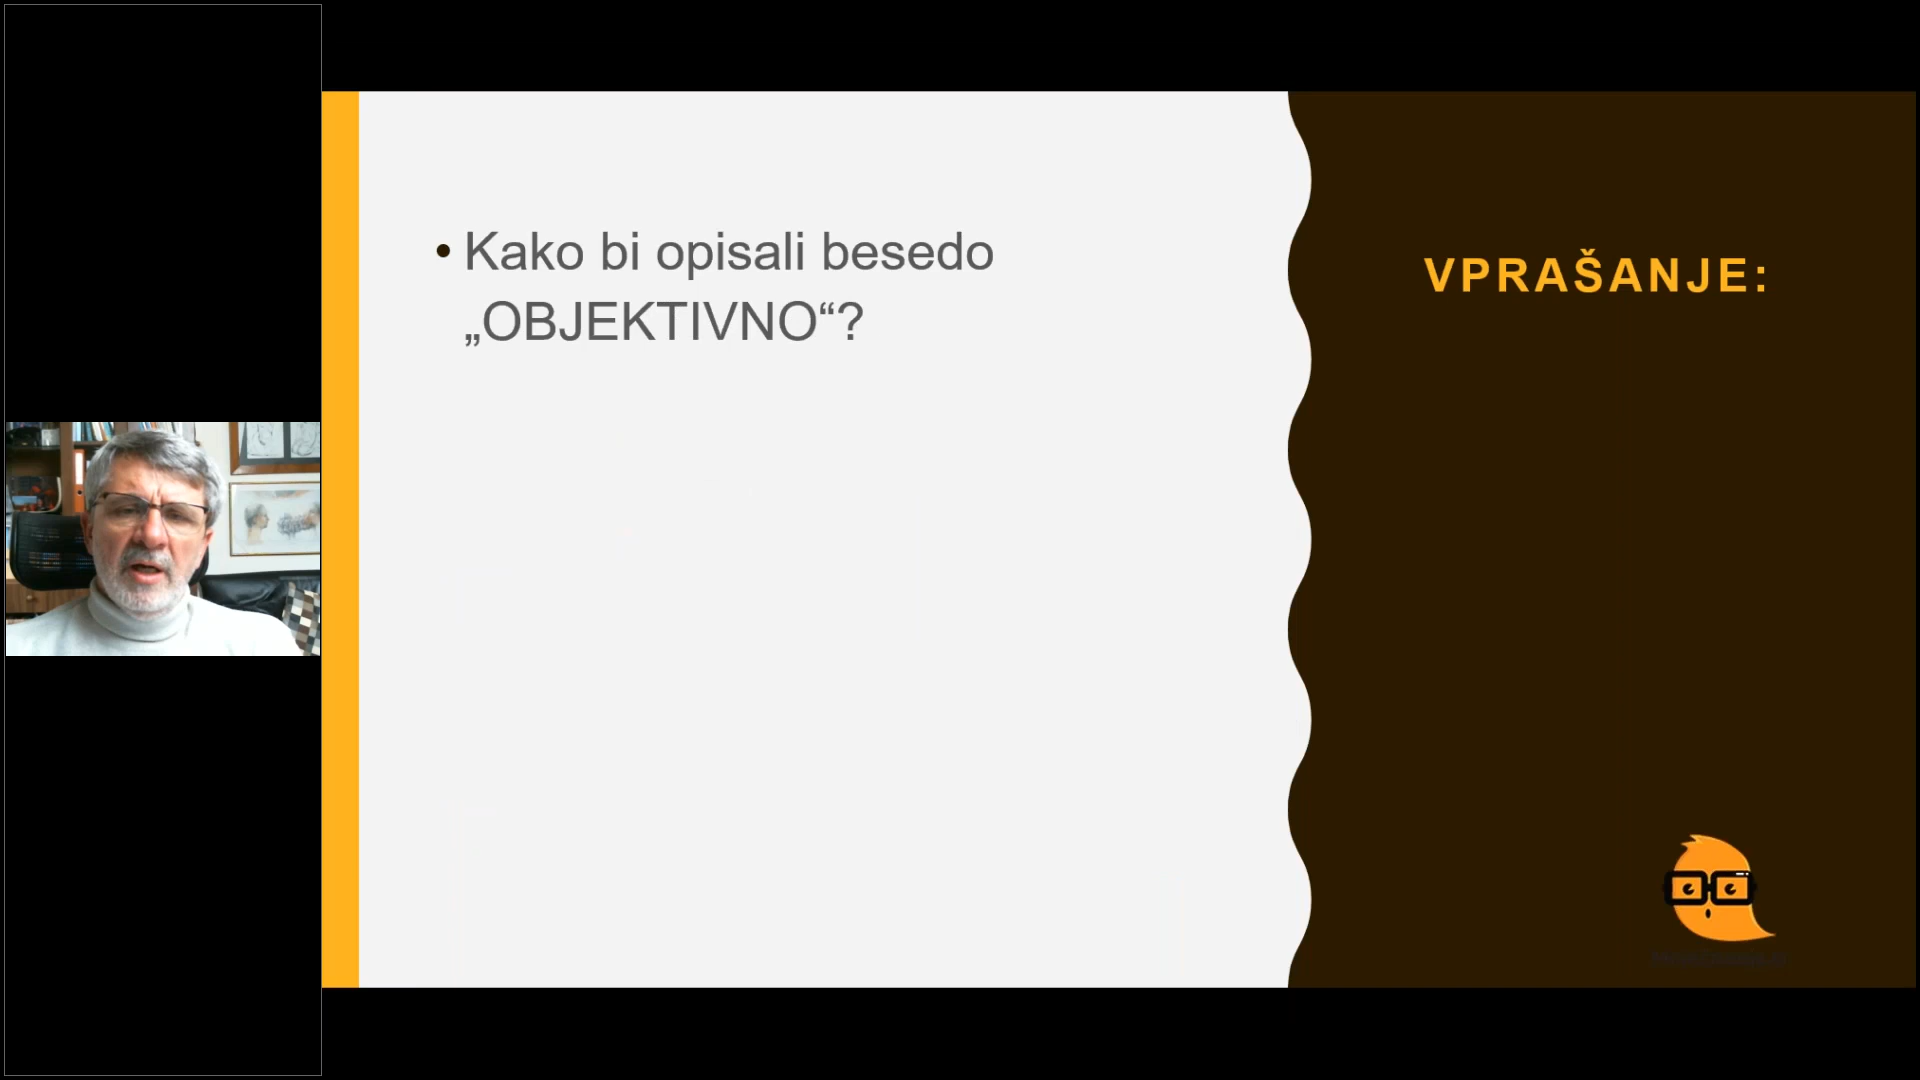 • Kako bi opisali besedo
„OBJEKTIVNO“?
VPRAŠANJE: